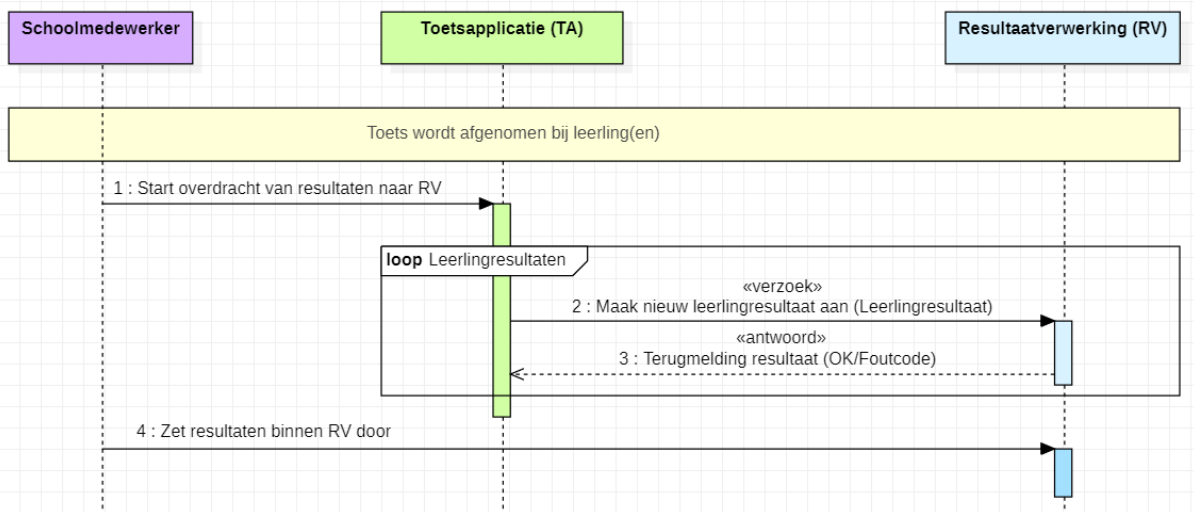 Schoolmedewerker
Toetsapplicatie (TA)
Resultaatverwerking (RV)
Toets wordt afgenomen bij leerling(en)
1 : Start overdracht van resultaten naar RV
loop Leerlingresultaten
«verzoek»
2 : Maak nieuw leerlingresultaat aan (Leerlingresultaat)
«antwoord»
3 : Terugmelding resultaat (OK/Foutcode)
4 : Zet resultaten binnen RV door